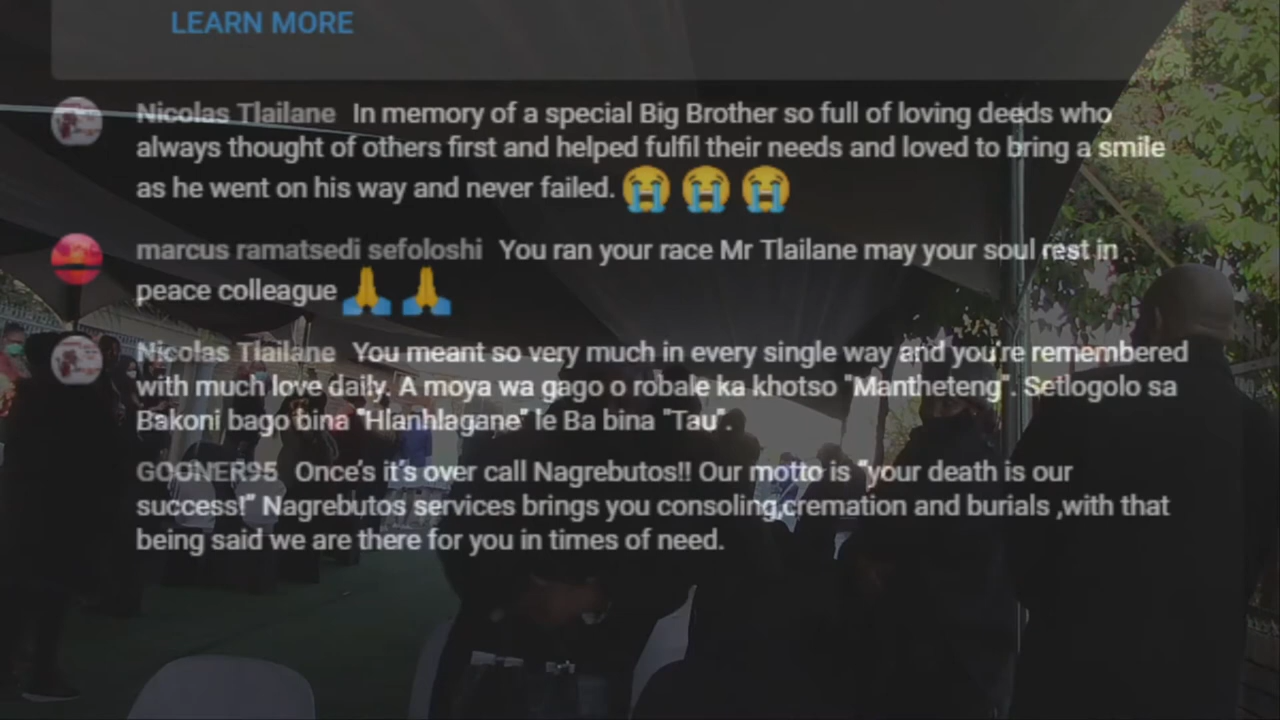 LEARN MORE
Nicolas Tlailane In memory of a special Big Brother so full of loving deeds who
always thought of others first and helped fulfil their needs and loved to bring a smile
as he went on his way and never failed. 😭 😭 😭
marcus ramatsedi sefoloshi You ran your race Mr Tlailane may your soul rest in
peace colleague 🙏 🙏
Nicolas Tlailane You meant so very much in every single way and you're remembered
with much love daily. A moya wa gago o robale ka khotso "Mantheteng" . Setlogolo sa
Bakoni bago bina "Hlanhlagane" le Ba bina "Tau".
GOONER95 Once’s it’s over call Nagrebutos!! Our motto is “your death is our
success!” Nagrebutos services brings you consoling,cremation and burials ,with that
being said we are there for you in times of need.